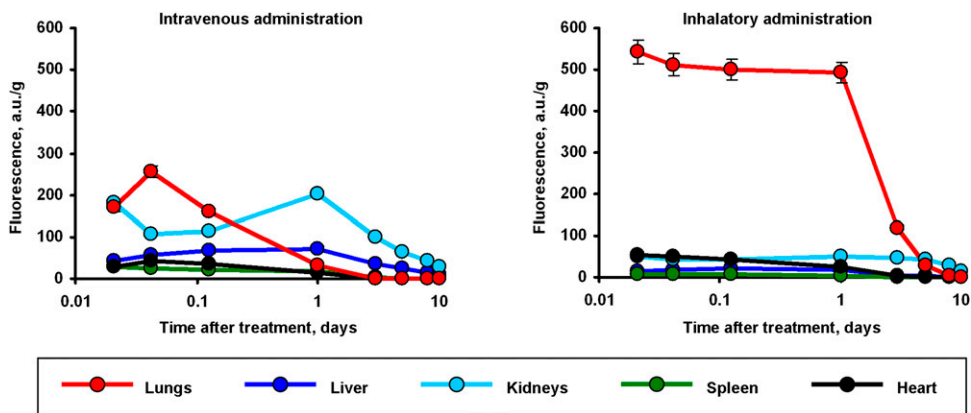 Intravenous administration
600
500
400
300
200
100
0
0.01
0.1
1
10
Fluorescence, a.u./g
Time after treatment, days
Inhalatory administration
600
500
400
300
200
100
0
0.01
0.1
1
10
Fluorescence, a.u./g
Time after treatment, days
Lungs
Liver
Kidneys
Spleen
Heart